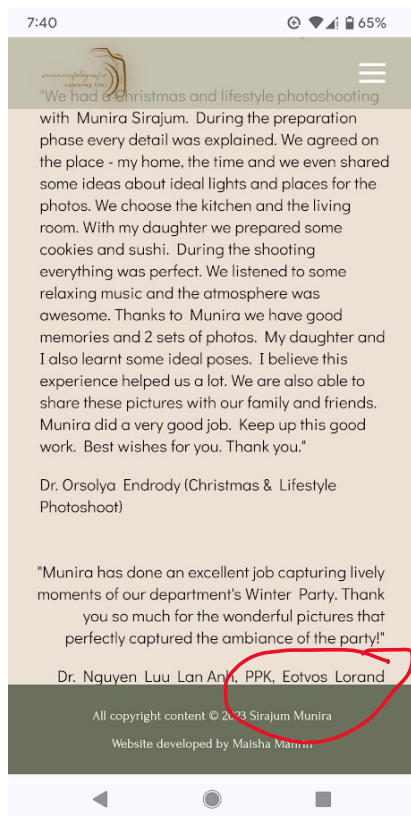 7:40
65%
smunirafotografie
capturing life!
"We had a Christmas and lifestyle photoshooting
with Munira Sirajum. During the preparation
phase every detail was explained. We agreed on
the place - my home, the time and we even shared
some ideas about ideal lights and places for the
photos. We choose the kitchen and the living
room. With my daughter we prepared some
cookies and sushi. During the shooting
everything was perfect. We listened to some
relaxing music and the atmosphere was
awesome. Thanks to Munira we have good
memories and 2 sets of photos. My daughter and
I also learnt some ideal poses. I believe this
experience helped us a lot. We are also able to
share these pictures with our family and friends.
Munira did a very good job. Keep up this good
work. Best wishes for you. Thank you."
Dr. Orsolya Endrody (Christmas & Lifestyle
Photoshoot)
"Munira has done an excellent job capturing lively
moments of our department's Winter Party. Thank
you so much for the wonderful pictures that
perfectly captured the ambiance of the party!"
Dr. Nguyen Luu Lan Anh, PPK, Eotvos Lorand
All copyright content © 2023 Sirajum Munira
Website developed by Maisha Mahrin